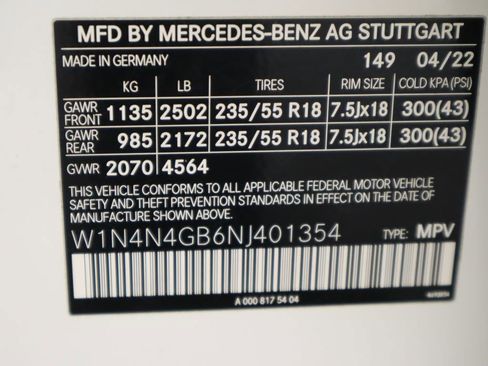 MFD BY MERCEDES-BENZ AG STUTTGART
MADE IN GERMANY 149 04/22
KG LB TIRES RIM SIZE COLD KPA(PSI)
GAWR FRONT 1135 2502 235/55 R18 7.5Jx18 300(43)
GAWR REAR 985 2172 235/55 R18 7.5Jx18 300(43)
GVWR 2070 4564
THIS VEHICLE CONFORMS TO ALL APPLICABLE FEDERAL MOTOR VEHICLE
SAFETY AND THEFT PREVENTION STANDARDS IN EFFECT ON THE DATE OF
MANUFACTURE SHOWN ABOVE.
W1N4N4GB6NJ401354 TYPE: MPV
A 000 817 54 04